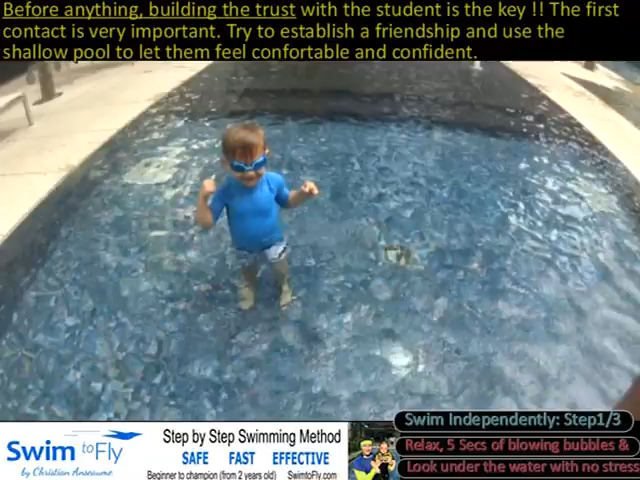 Before anything, building the trust with the student is the key !! The first
contact is very important. Try to establish a friendship and use the
shallow pool to let them feel confortable and confident.
Swim Independently: Step1/3
Relax, 5 Secs of blowing bubbles &
Look under the water with no stress
Swim to Fly
by Christian Ansseaume
Step by Step Swimming Method
SAFE FAST EFFECTIVE
Beginner to champion (from 2 years old) SwimtoFly.com